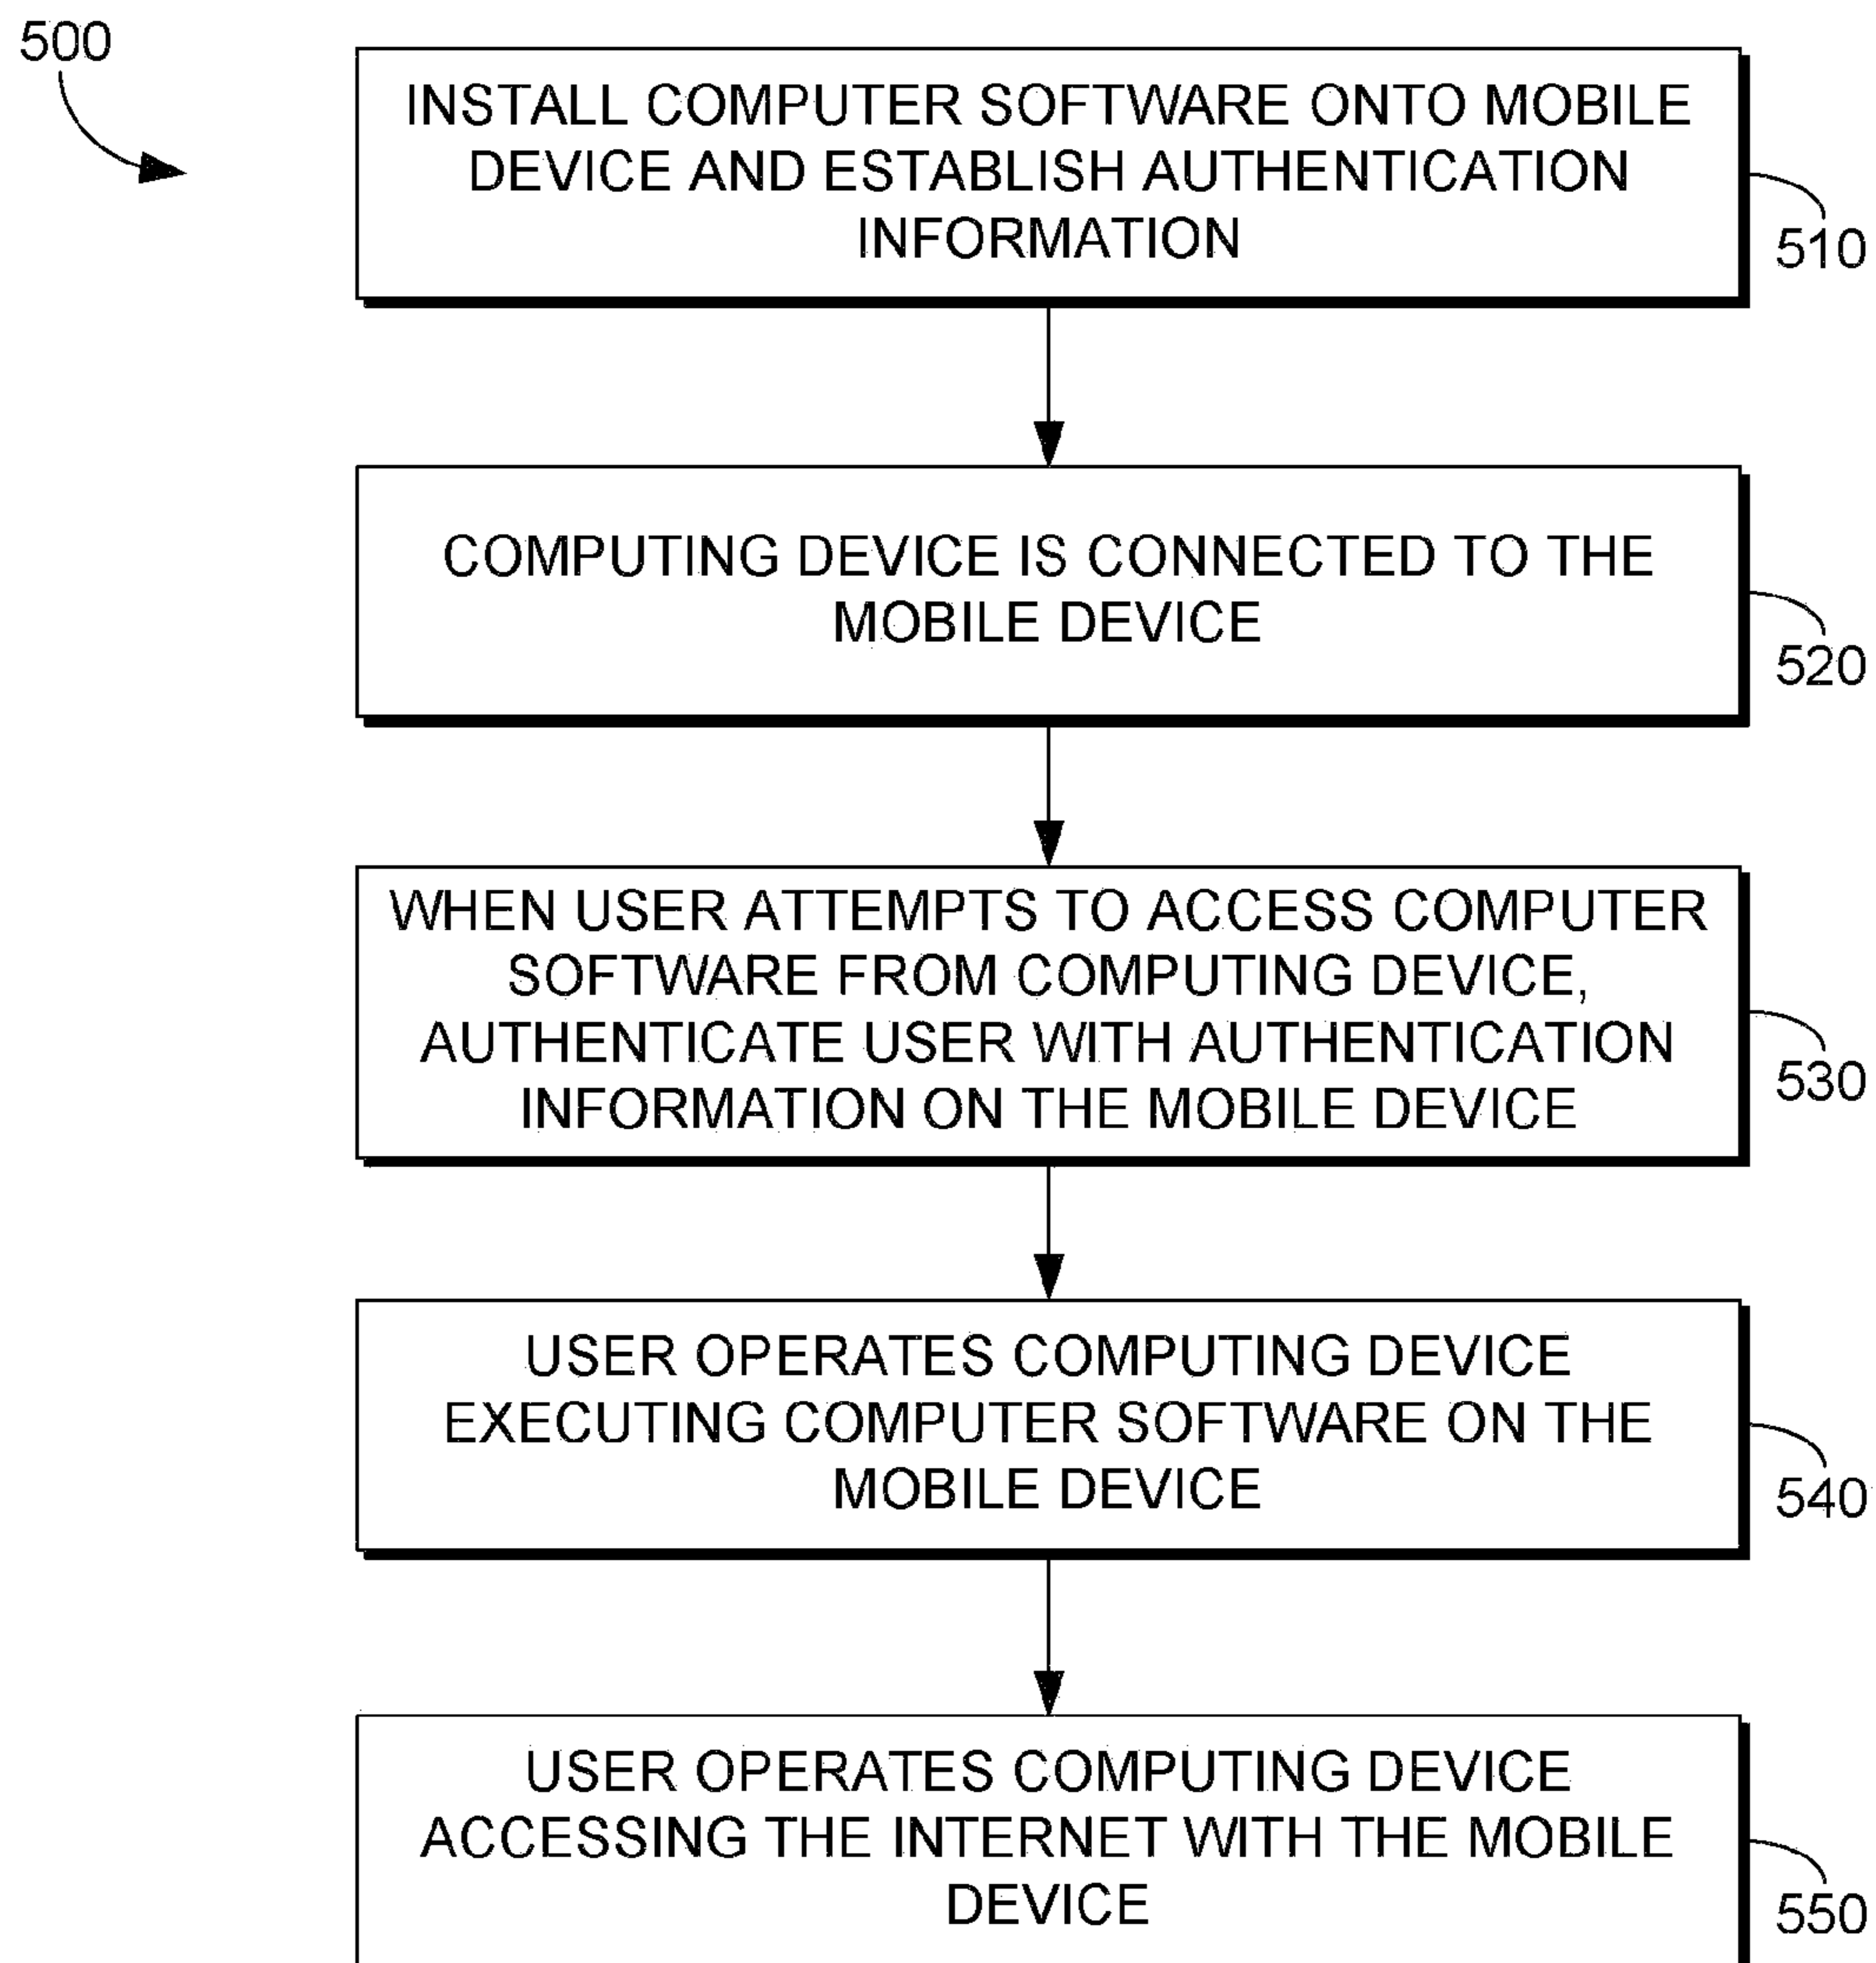 500
INSTALL COMPUTER SOFTWARE ONTO MOBILE
DEVICE AND ESTABLISH AUTHENTICATION
INFORMATION
510
COMPUTING DEVICE IS CONNECTED TO THE
MOBILE DEVICE
520
WHEN USER ATTEMPTS TO ACCESS COMPUTER
SOFTWARE FROM COMPUTING DEVICE,
AUTHENTICATE USER WITH AUTHENTICATION
INFORMATION ON THE MOBILE DEVICE
530
USER OPERATES COMPUTING DEVICE
EXECUTING COMPUTER SOFTWARE ON THE
MOBILE DEVICE
540
USER OPERATES COMPUTING DEVICE
ACCESSING THE INTERNET WITH THE MOBILE
DEVICE
550